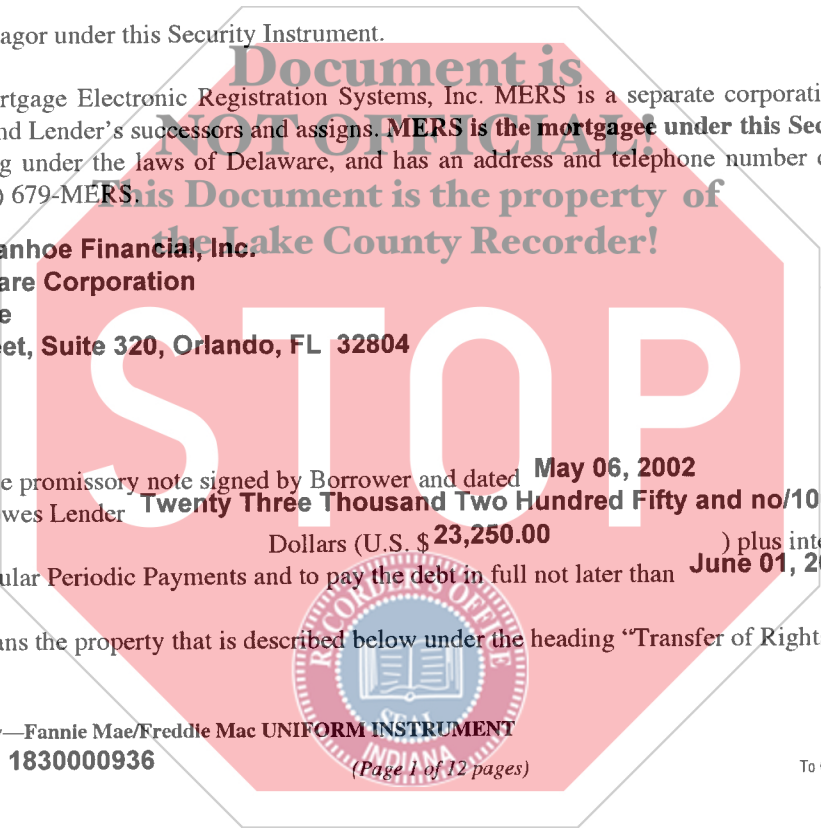 agor under this Security Instrument.
Document is
rtgage Electronic Registration Systems, Inc. MERS is a separate corporati
NOT OFFICIAL!
nd Lender's successors and assigns. MERS is the mortgagee under this Sec
g under the laws of Delaware, and has an address and telephone number
) 679-MERS.
This Document is the property of
the Lake County Recorder!
anhoe Financial, Inc.
are Corporation
e
et, Suite 320, Orlando, FL 32804
STOP
e promissory note signed by Borrower and dated May 06, 2002
wes Lender Twenty Three Thousand Two Hundred Fifty and no/10
Dollars (U.S. $ 23,250.00 ) plus inte
ular Periodic Payments and to pay the debt in full not later than June 01, 2
ans the property that is described below under the heading “Transfer of Right
RECORDER'S OFFICE
SEAL
INDIANA
—Fannie Mae/Freddie Mac UNIFORM INSTRUMENT
1830000936
(Page 1 of 12 pages)
To